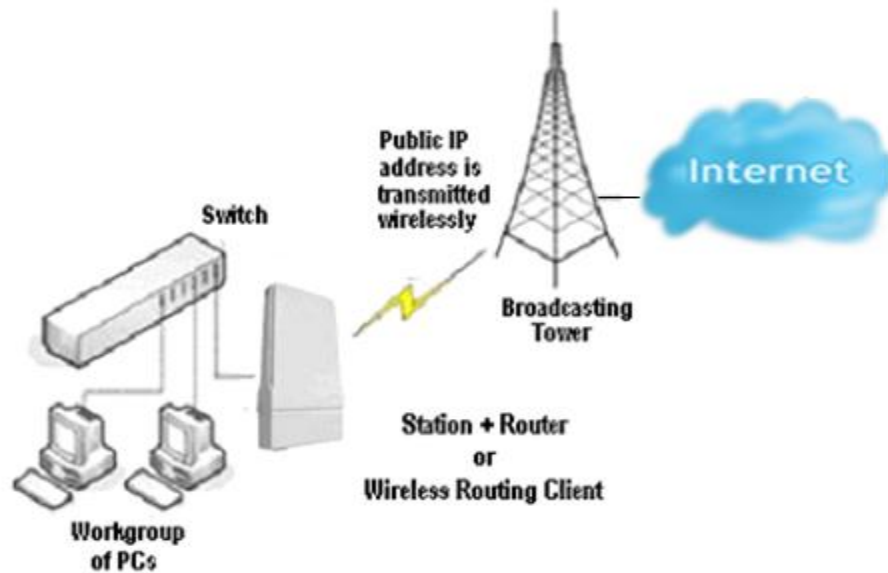 Public IP
address is
transmitted
wirelessly
Internet
Switch
Broadcasting
Tower
Station + Router
or
Wireless Routing Client
Workgroup
of PCs